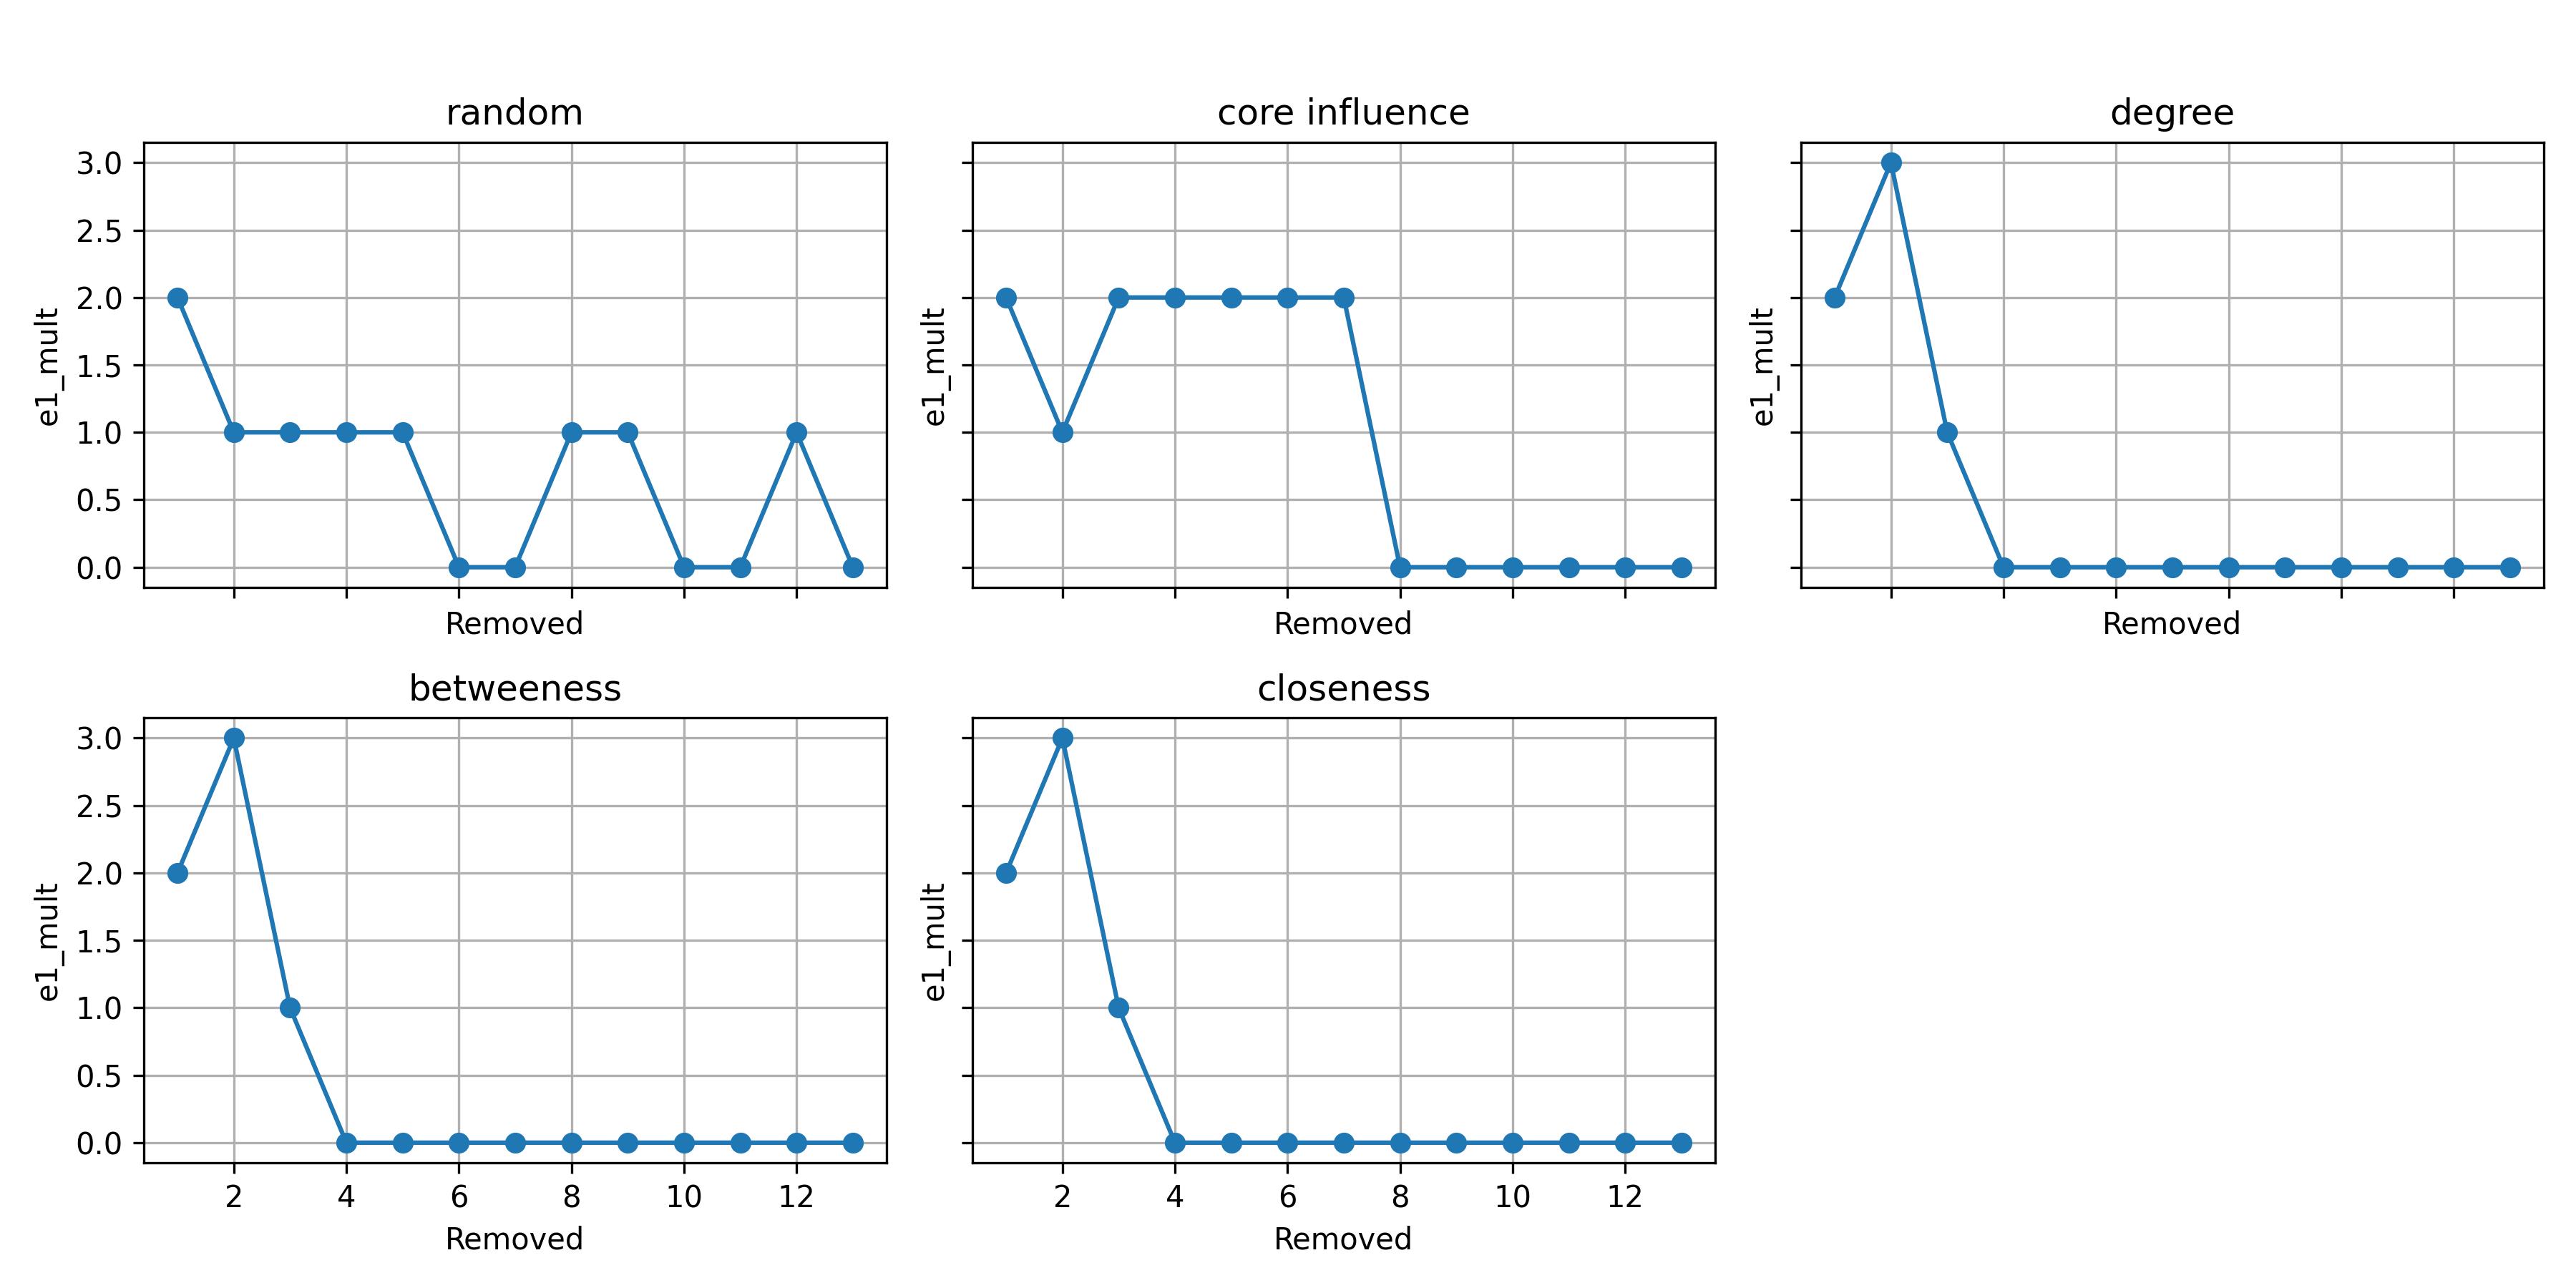 random
3.0
2.5
2.0
1.5
1.0
0.5
0.0
e1_mult
Removed
core influence
e1_mult
Removed
degree
e1_mult
Removed
betweeness
3.0
2.5
2.0
1.5
1.0
0.5
0.0
e1_mult
2 4 6 8 10 12
Removed
closeness
e1_mult
2 4 6 8 10 12
Removed